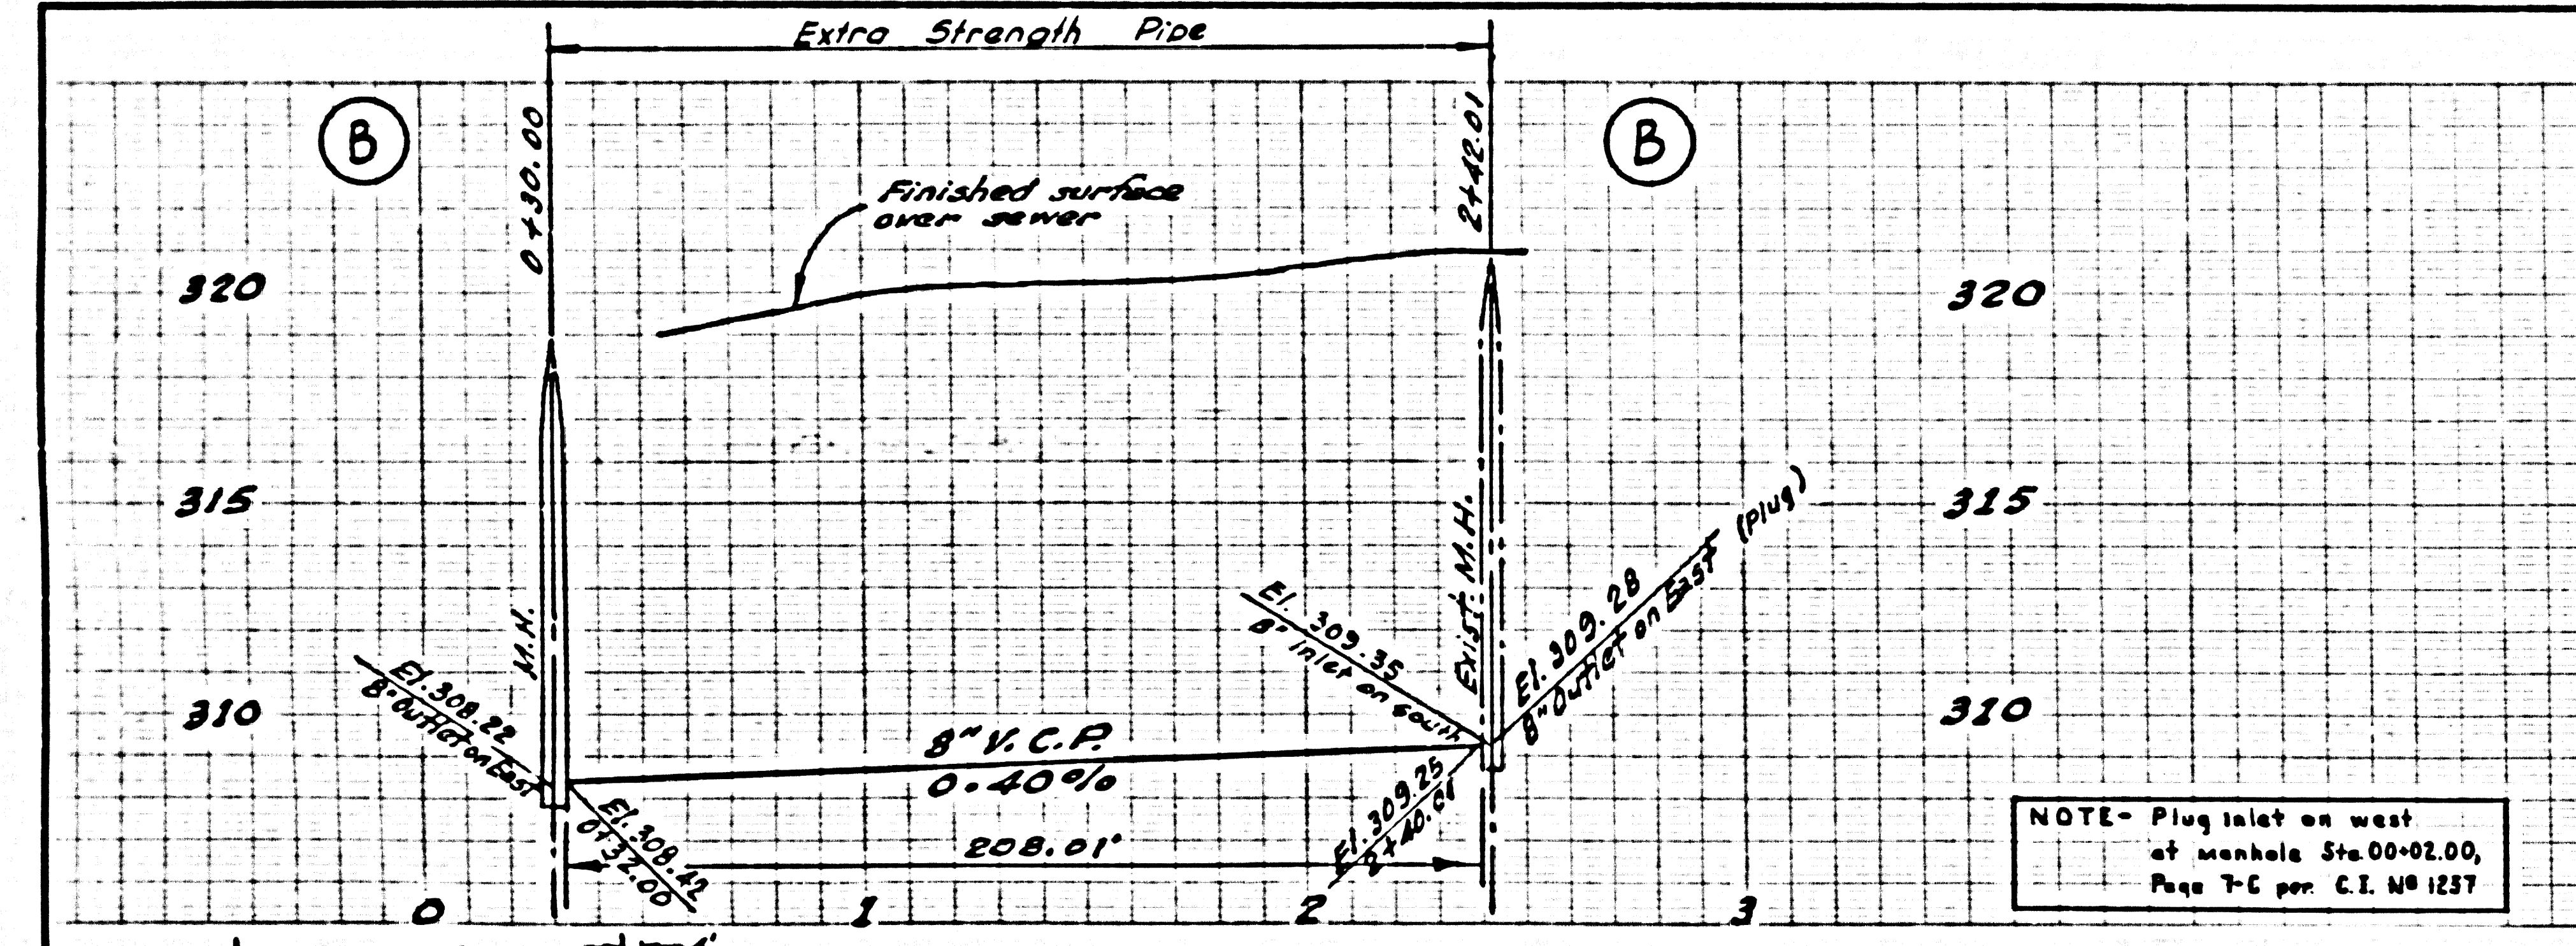 Extra Strength Pipe
B
B
0+30.00
2+42.01
Finished surface
over sewer
320
320
315
315
310
310
M.H.
Exist. M.H.
El. 308.22
8" Outlet on East
El. 308.42
0+32.00
8" V.C.P.
0.40%
208.01'
El. 309.35
8" Inlet on south
El. 309.28
8" Outlet on East
(Plug)
El. 309.25
2+40.01
NOTE- Plug inlet on west
at manhole Sta. 00+02.00,
Page 7-C per. C.I. No 1257
0
1
2
3